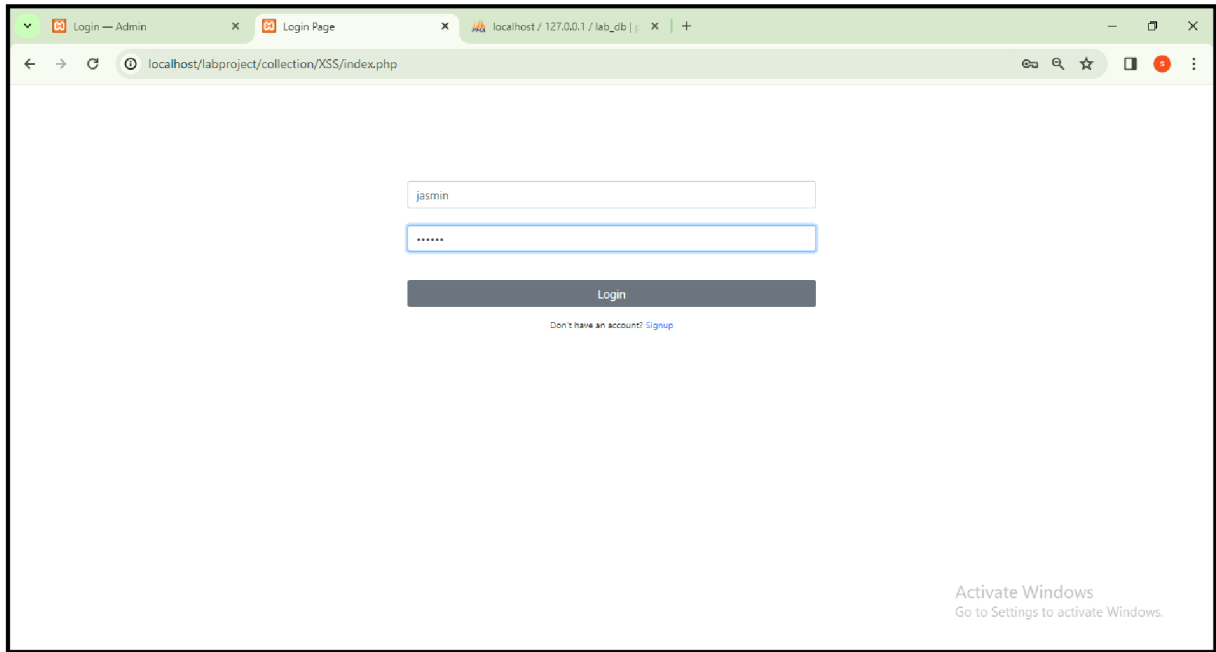 Login — Admin
Login Page
localhost / 127.0.0.1 / lab_db | p
localhost/labproject/collection/XSS/index.php
s
jasmin
••••••
Login
Don't have an account? Signup
Activate Windows
Go to Settings to activate Windows.